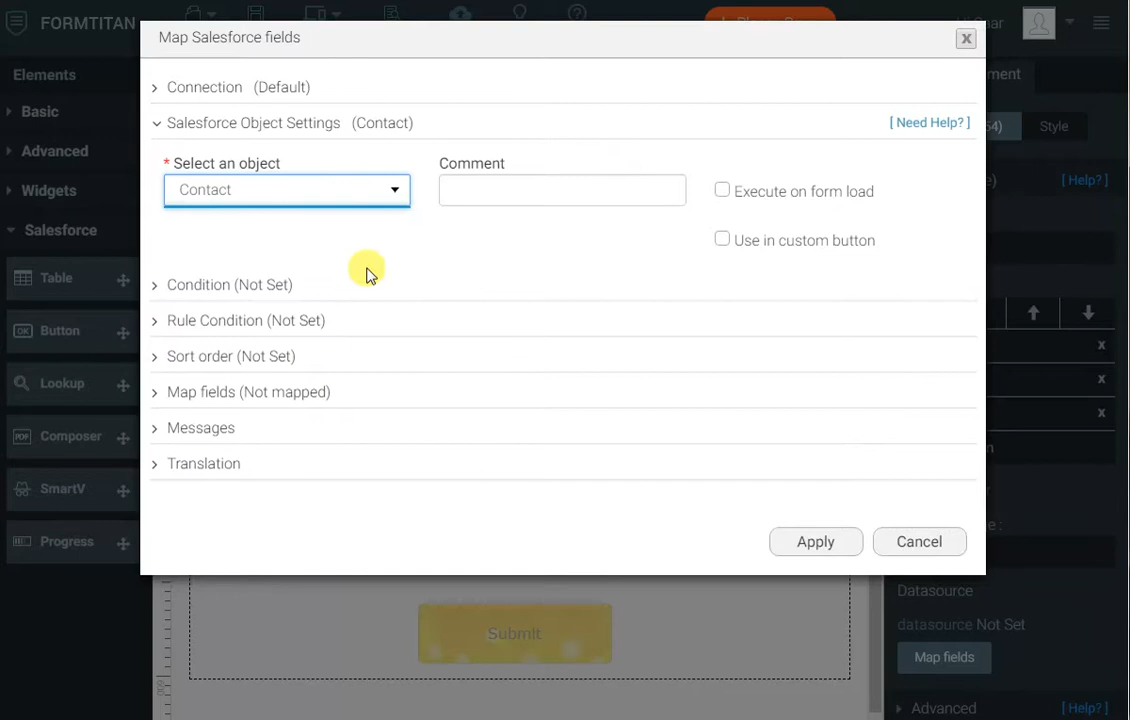 FORMTITAN
Map Salesforce fields
x
Elements
Connection (Default)
Basic
Salesforce Object Settings (Contact)
[ Need Help? ]
Style
Advanced
* Select an object
Comment
Contact
Execute on form load
[Help?]
Widgets
Salesforce
Use in custom button
Table
Condition (Not Set)
Button
Rule Condition (Not Set)
x
Sort order (Not Set)
x
Lookup
Map fields (Not mapped)
x
Composer
Messages
Translation
SmartV
Progress
Apply
Cancel
Datasource
datasource Not Set
Submit
Map fields
Advanced
[Help?]